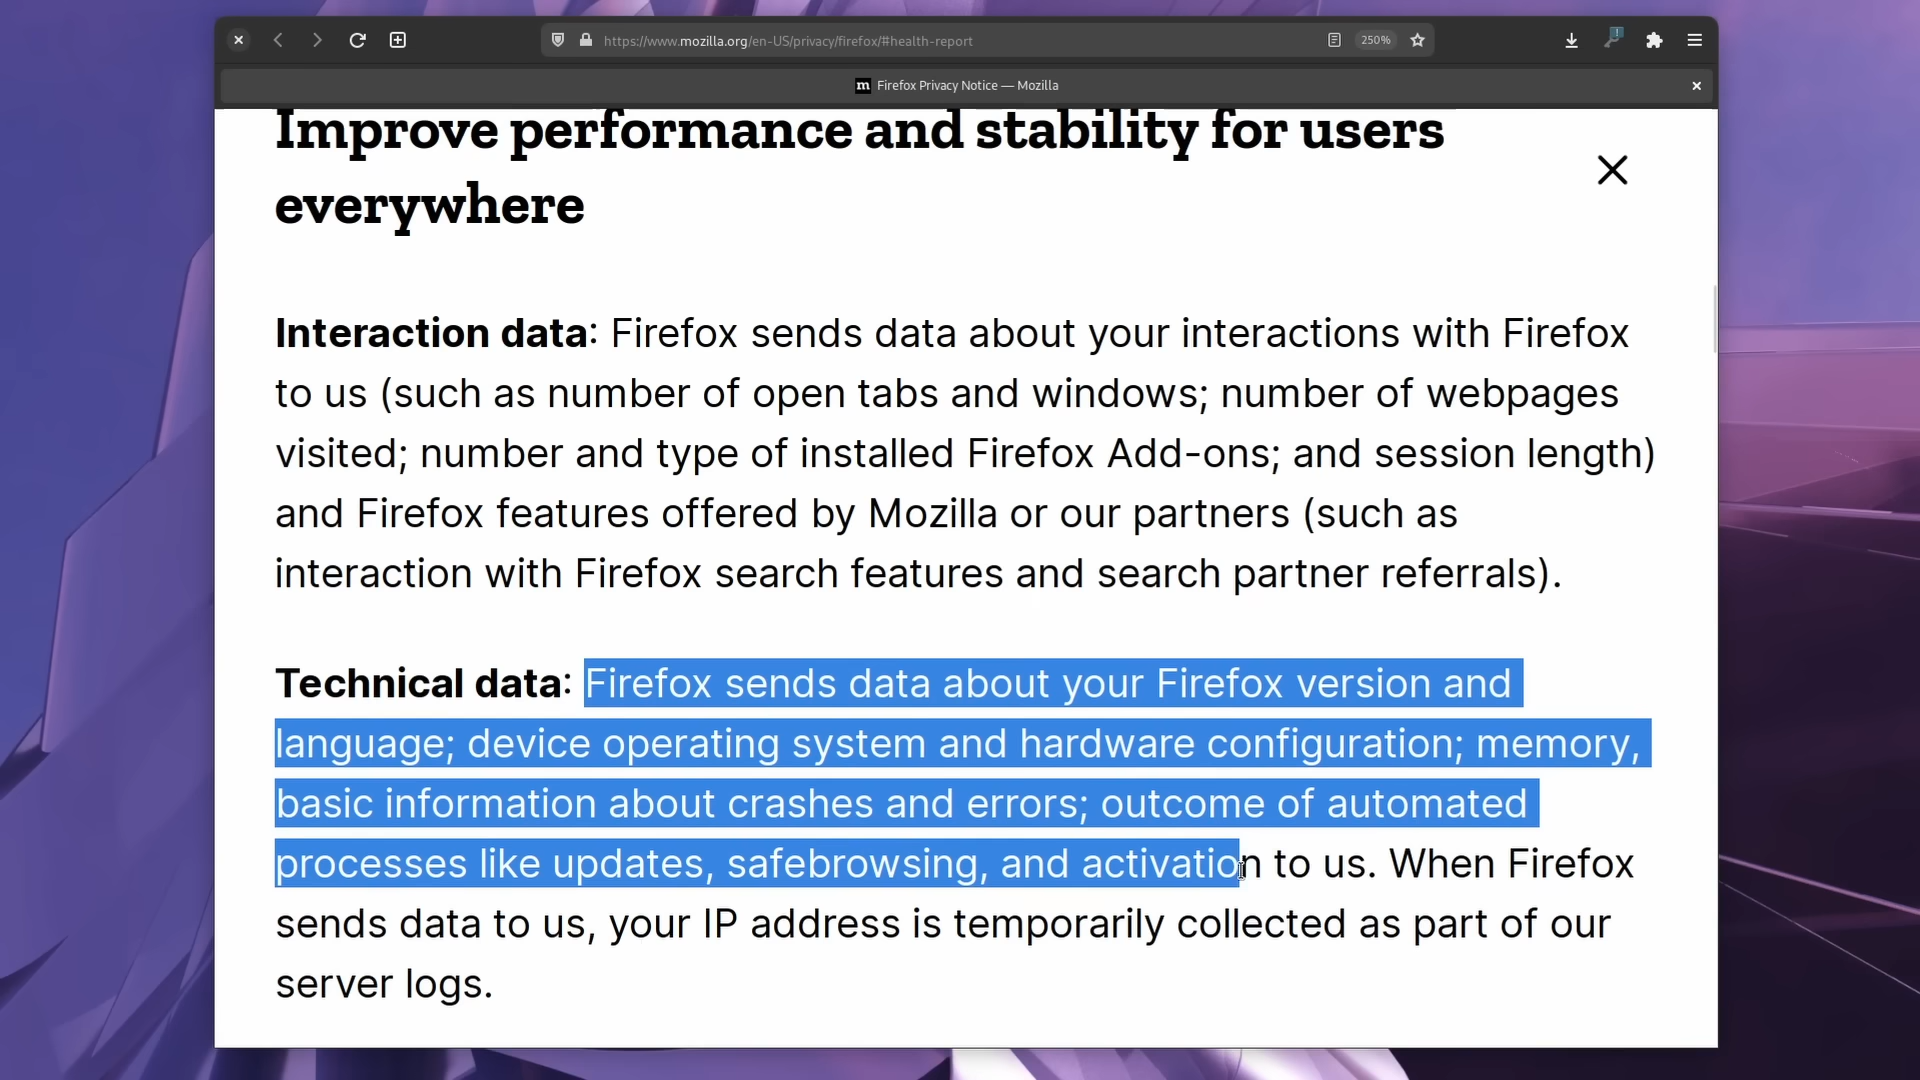 https://www.mozilla.org/en-US/privacy/firefox/#health-report
250%
m Firefox Privacy Notice — Mozilla
Improve performance and stability for users
everywhere
Interaction data: Firefox sends data about your interactions with Firefox
to us (such as number of open tabs and windows; number of webpages
visited; number and type of installed Firefox Add-ons; and session length)
and Firefox features offered by Mozilla or our partners (such as
interaction with Firefox search features and search partner referrals).
Technical data: Firefox sends data about your Firefox version and
language; device operating system and hardware configuration; memory,
basic information about crashes and errors; outcome of automated
processes like updates, safebrowsing, and activation to us. When Firefox
sends data to us, your IP address is temporarily collected as part of our
server logs.